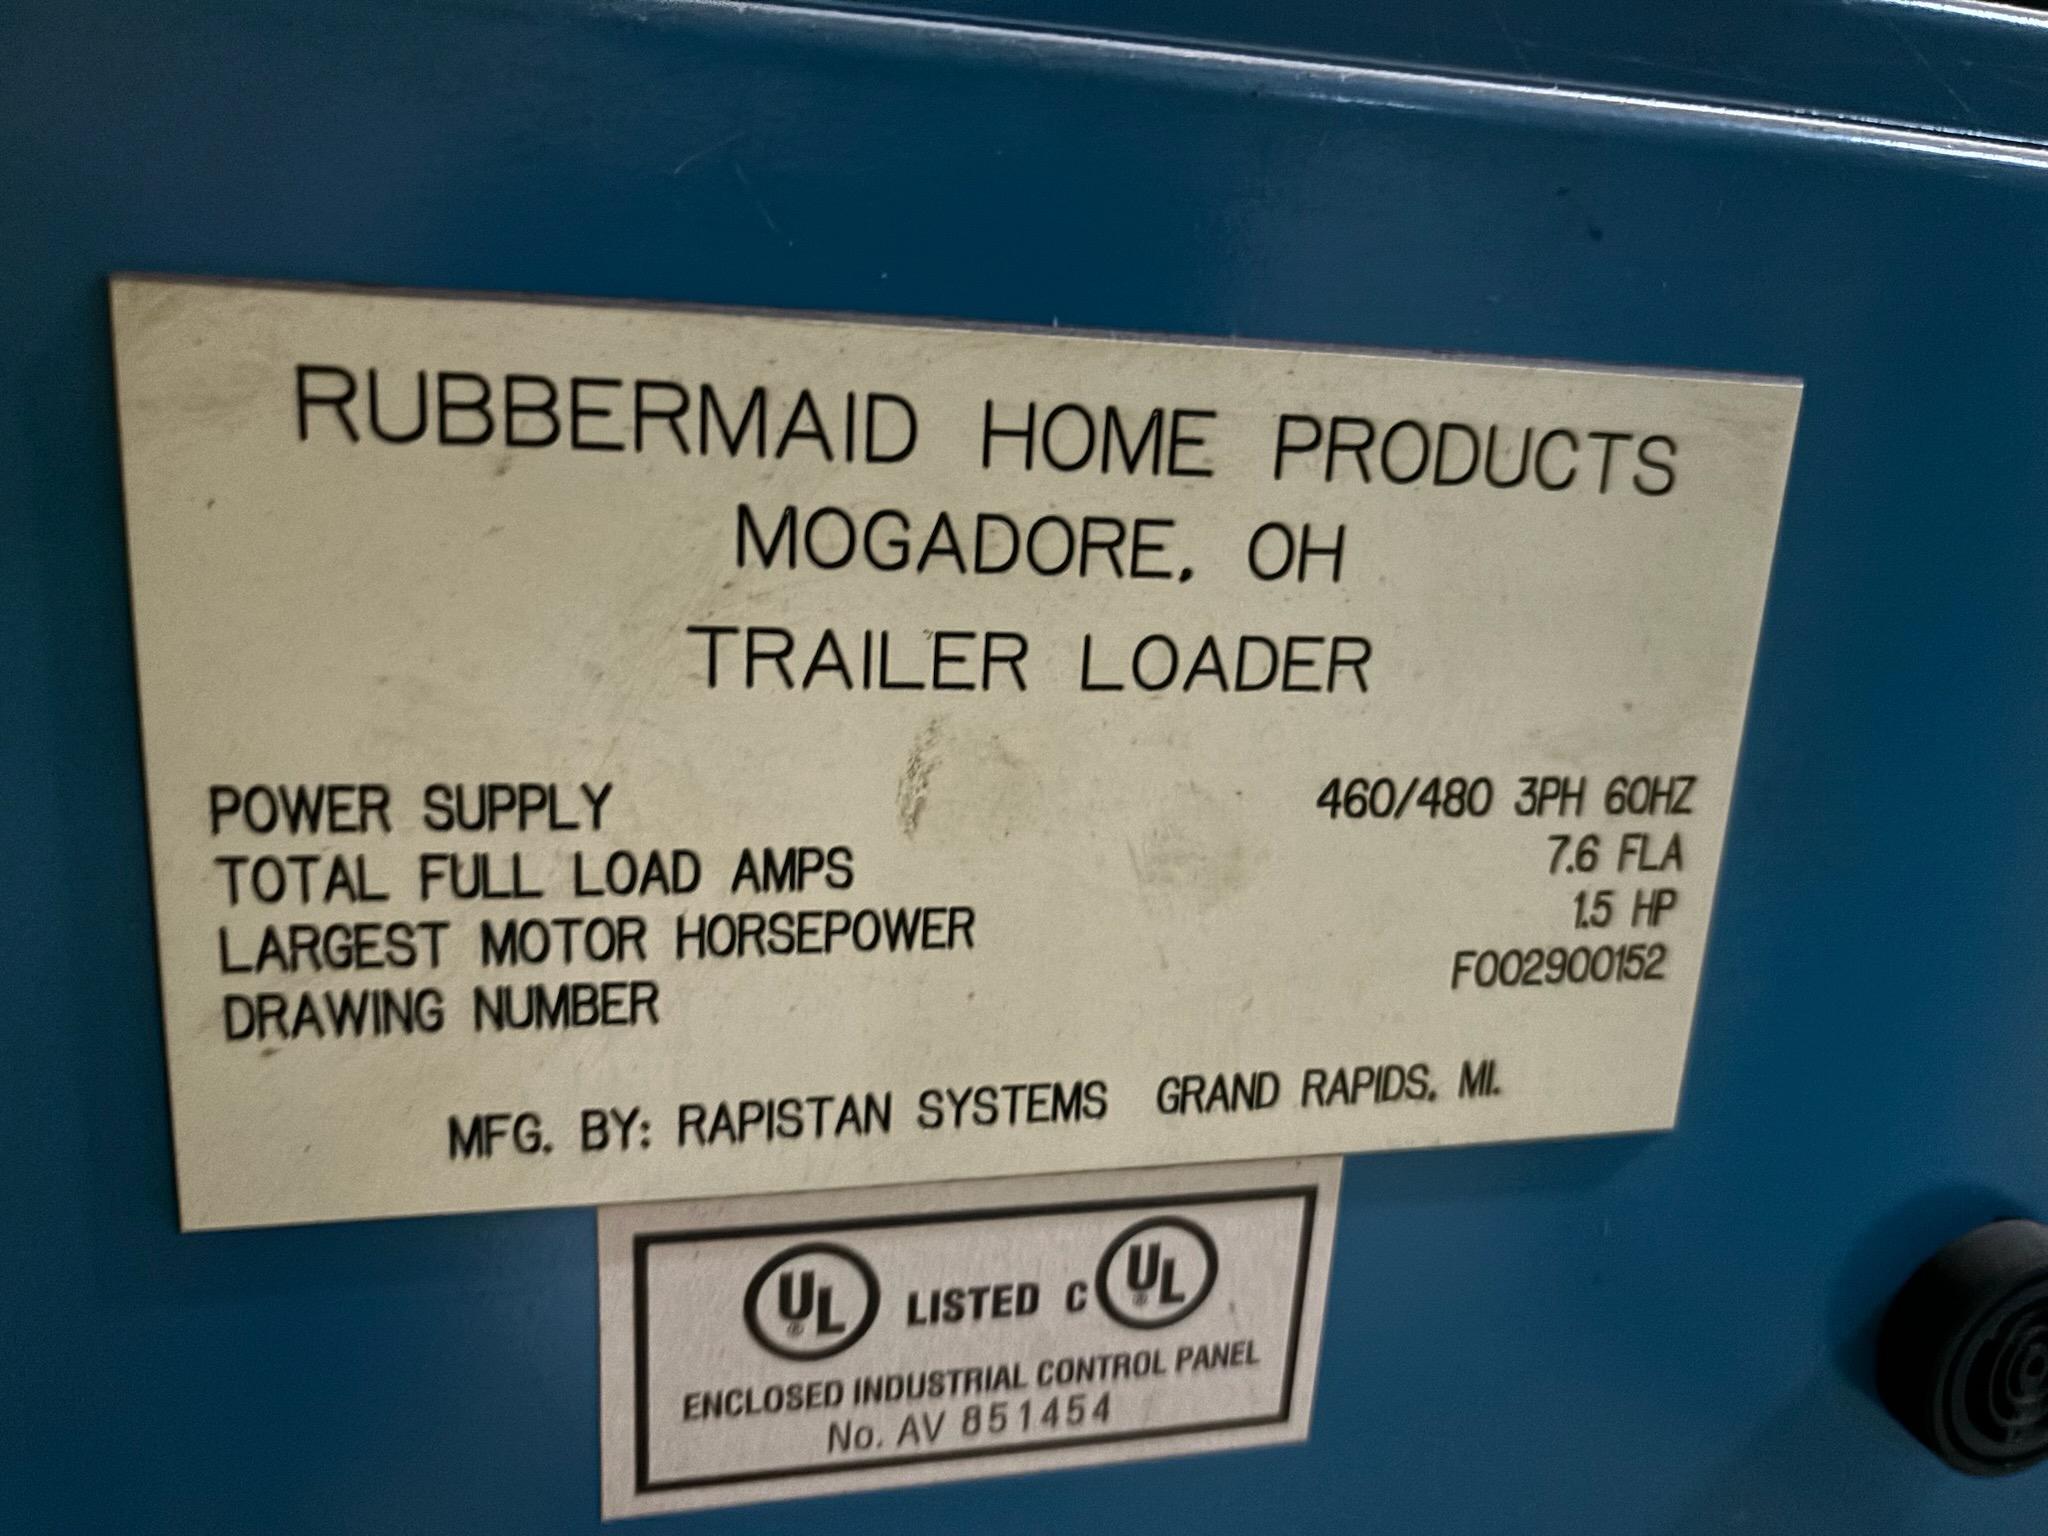 RUBBERMAID HOME PRODUCTS
MOGADORE, OH
TRAILER LOADER
POWER SUPPLY 460/480 3PH 60HZ
TOTAL FULL LOAD AMPS 7.6 FLA
LARGEST MOTOR HORSEPOWER 1.5 HP
DRAWING NUMBER F002900152
MFG. BY: RAPISTAN SYSTEMS GRAND RAPIDS, MI.
UL ® LISTED C UL ®
ENCLOSED INDUSTRIAL CONTROL PANEL
No. AV 851454